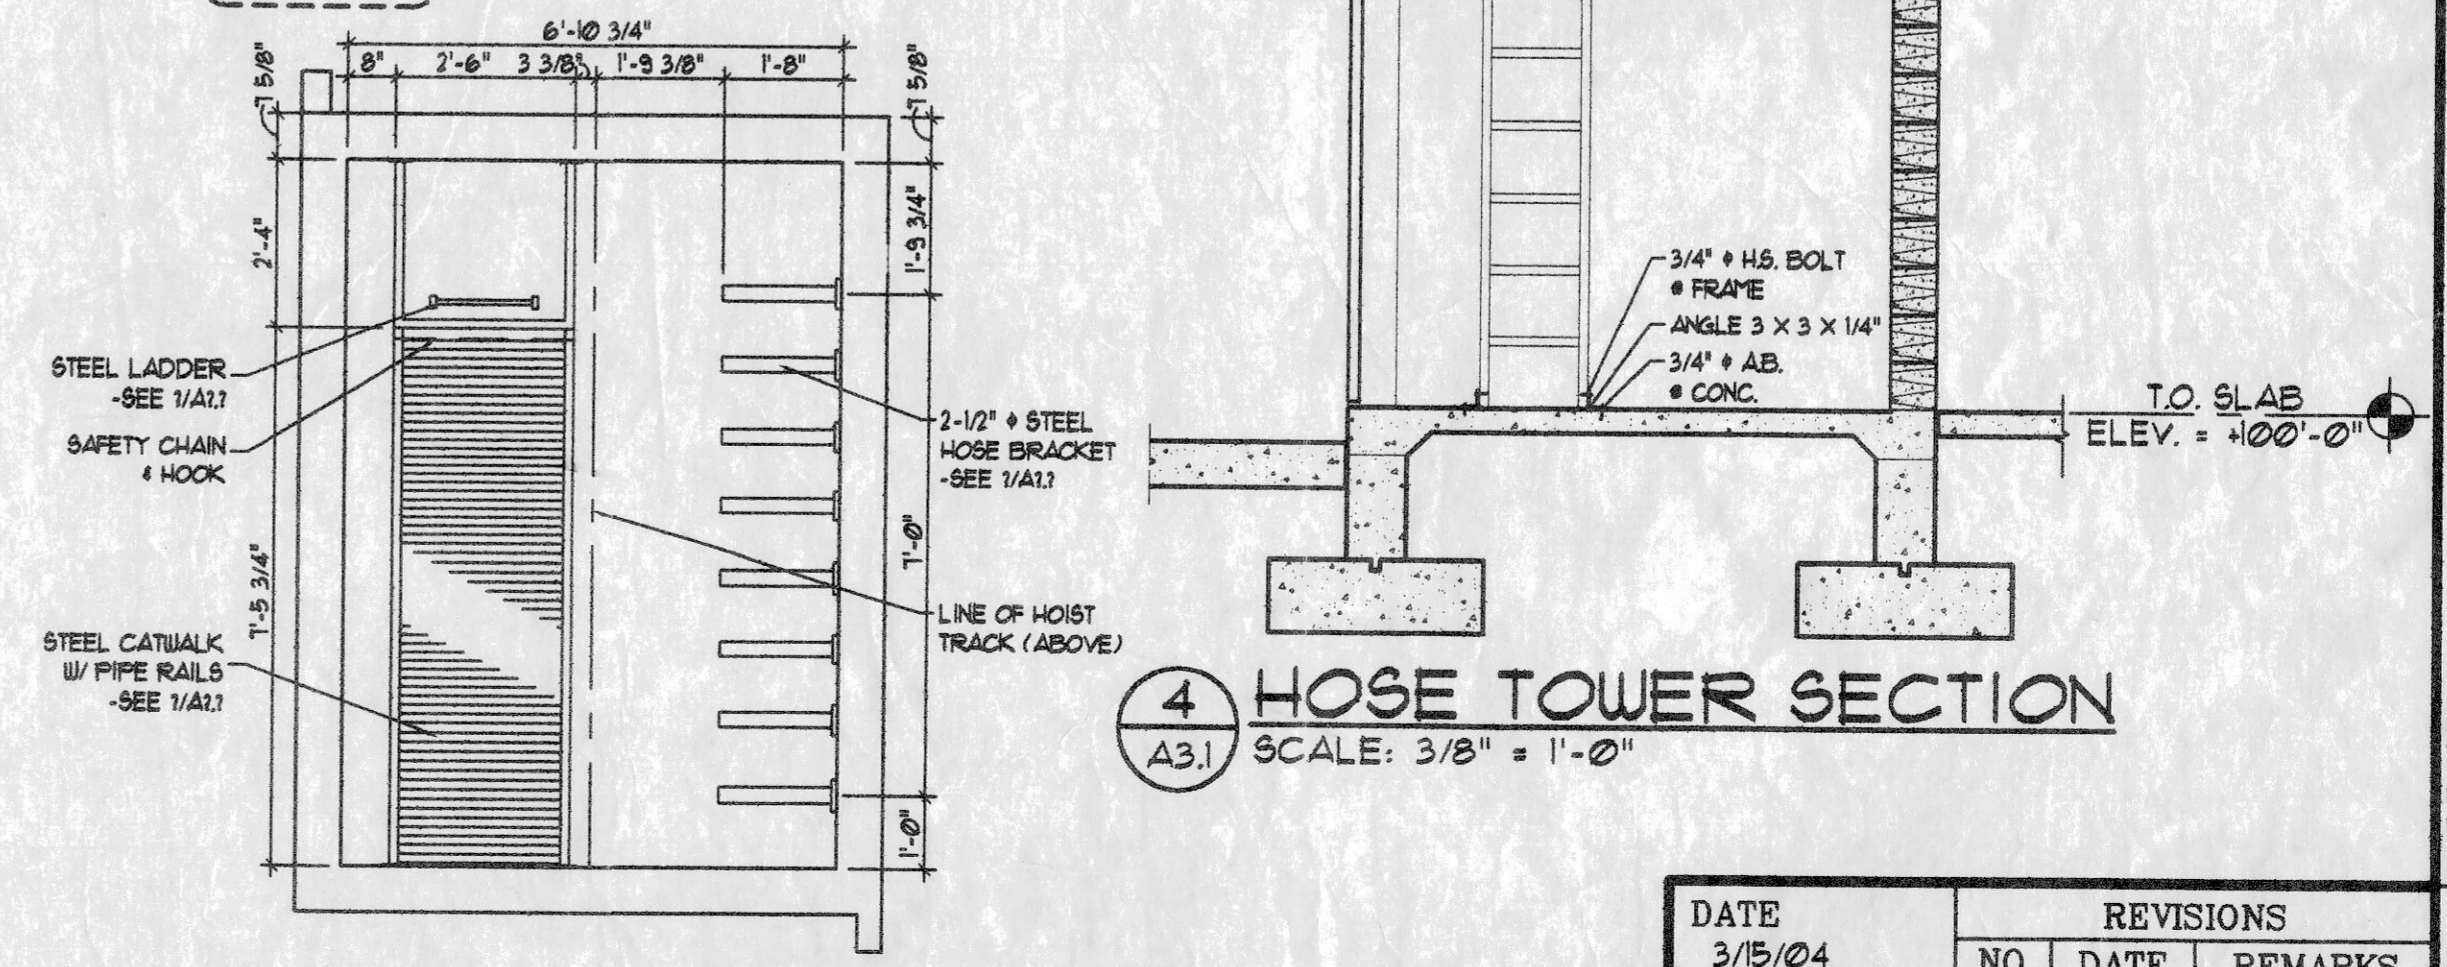 6'-10 3/4"
8" 2'-6" 3 3/8" 1'-9 3/8" 1'-8"
7 5/8"
7 5/8"
2'-4"
1'-9 3/4"
STEEL LADDER
-SEE ?/A?.?
SAFETY CHAIN
& HOOK
7'-5 3/4"
STEEL CATWALK
W/ PIPE RAILS
-SEE ?/A?.?
2-1/2" ϕ STEEL
HOSE BRACKET
-SEE ?/A?.?
7'-0"
LINE OF HOIST
TRACK (ABOVE)
1'-0"
3/4" ϕ H.S. BOLT
@ FRAME
ANGLE 3 X 3 X 1/4"
3/4" ϕ A.B.
@ CONC.
T.O. SLAB
ELEV. = +100'-0"
4
A3.1
HOSE TOWER SECTION
SCALE: 3/8" = 1'-0"
DATE
3/15/04
REVISIONS
NO DATE REMARKS